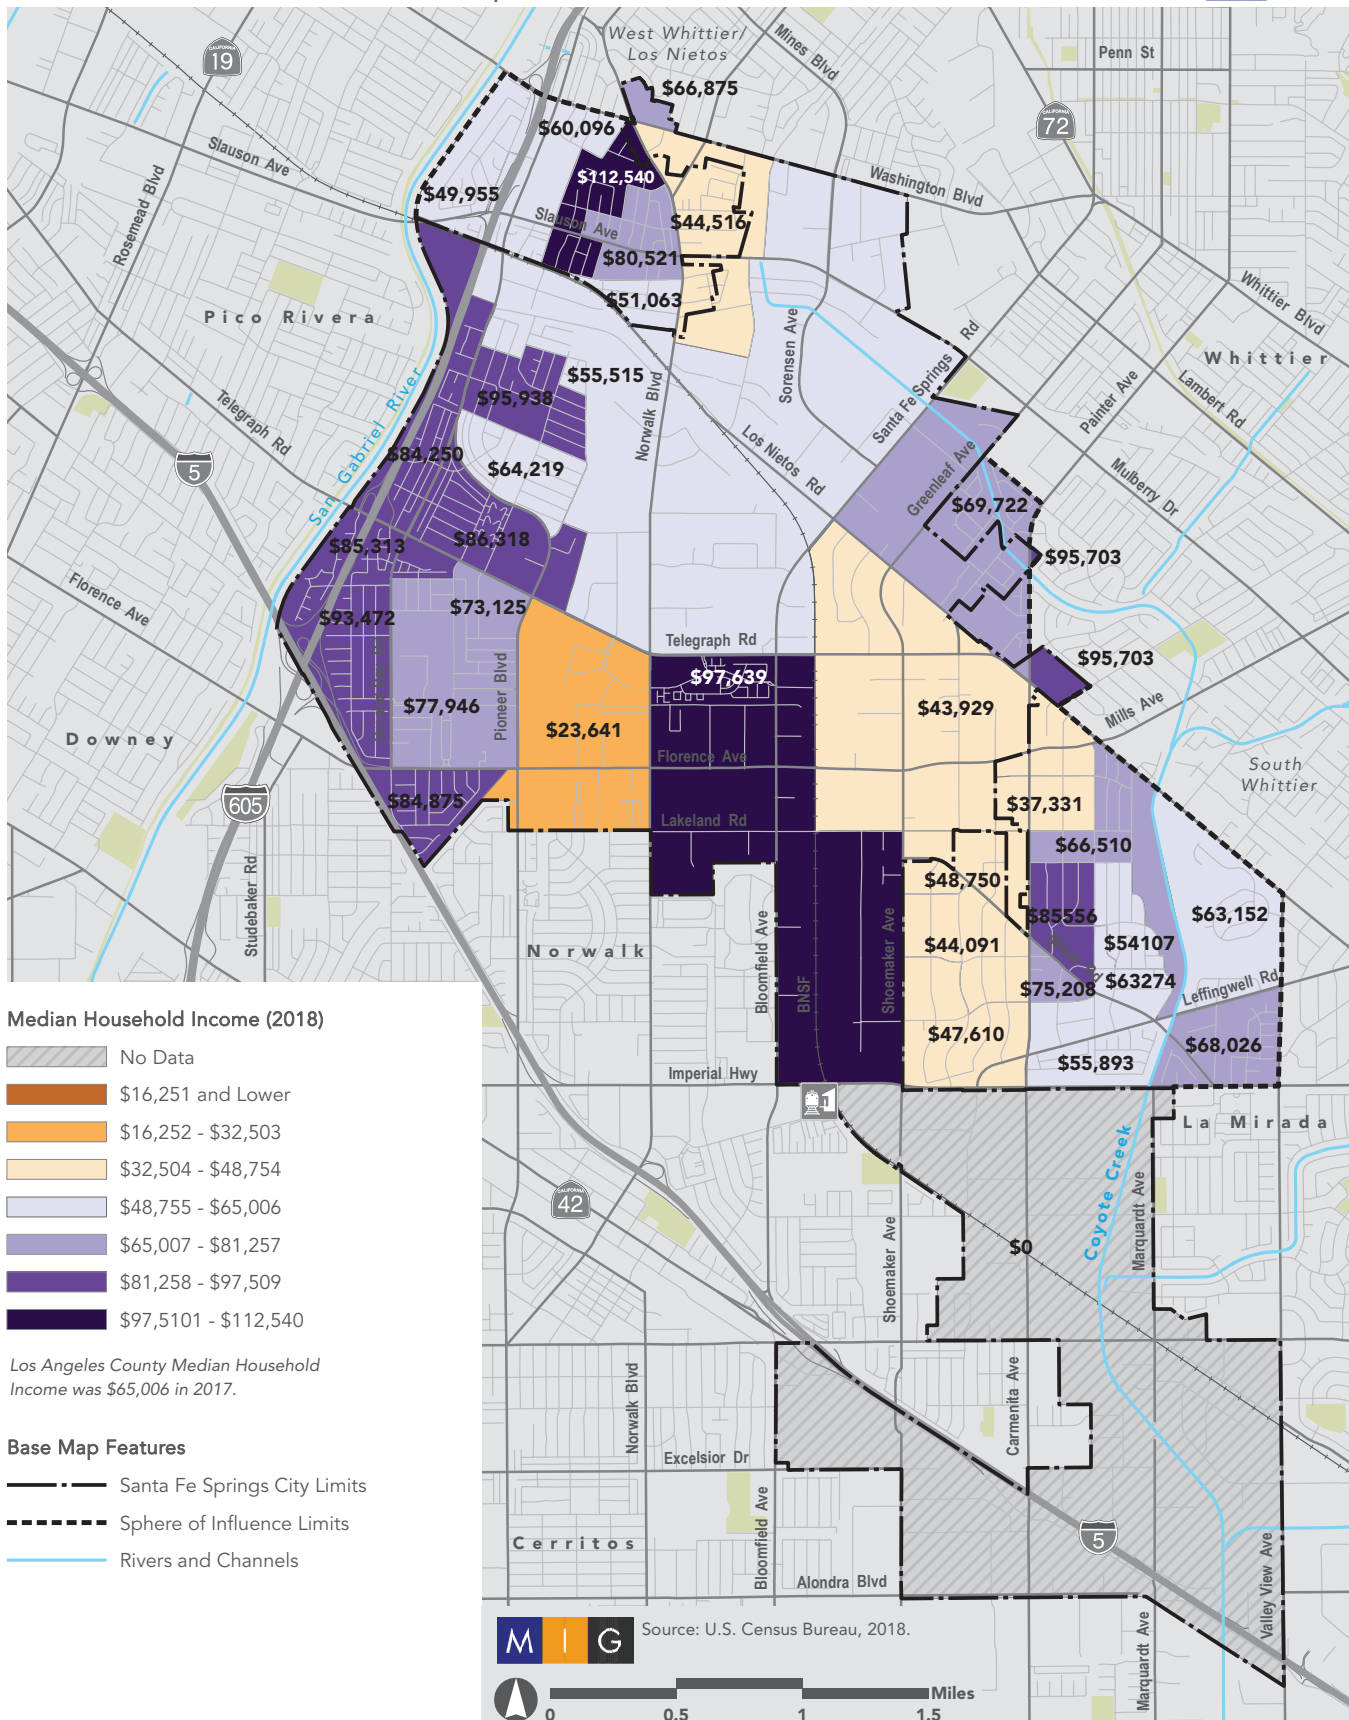 West Whittier/
Los Nietos
Mines Blvd
Penn St
CALIFORNIA
19
$66,875
CALIFORNIA
72
$60,096
Slauson Ave
Rosemead Blvd
$112,540
Washington Blvd
$49,955
Slauson Ave
$44,516
$80,521
$51,063
Whittier Blvd
Pico Rivera
Sorensen Ave
Santa Fe Springs Rd
Whittier
$55,515
Norwalk Blvd
Painter Ave
Lambert Rd
$95,938
Telegraph Rd
San Gabriel River
$84,250
$64,219
Los Nietos Rd
Greenleaf Ave
Mulberry Dr
5
$69,722
$85,313
$86,318
$95,703
Florence Ave
$93,472
$73,125
Telegraph Rd
$95,703
$97,639
Pioneer Blvd
$77,946
$43,929
Mills Ave
Downey
$23,641
Florence Ave
South
Whittier
605
$84,875
$37,331
Lakeland Rd
$66,510
Studebaker Rd
$48,750
$85556
$63,152
Norwalk
Bloomfield Ave
BNSF
Shoemaker Ave
$44,091
$54107
$75,208
$63274
Leffingwell Rd
$47,610
$55,893
$68,026
Imperial Hwy
La Mirada
Coyote Creek
Marquardt Ave
CALIFORNIA
42
Shoemaker Ave
$0
Norwalk Blvd
Carmenita Ave
Excelsior Dr
Bloomfield Ave
Cerritos
5
Valley View Ave
Alondra Blvd
Marquardt Ave
Median Household Income (2018)
No Data
$16,251 and Lower
$16,252 - $32,503
$32,504 - $48,754
$48,755 - $65,006
$65,007 - $81,257
$81,258 - $97,509
$97,5101 - $112,540
Los Angeles County Median Household
Income was $65,006 in 2017.
Base Map Features
Santa Fe Springs City Limits
Sphere of Influence Limits
Rivers and Channels
MIG
Source: U.S. Census Bureau, 2018.
Miles
0 0.5 1 1.5